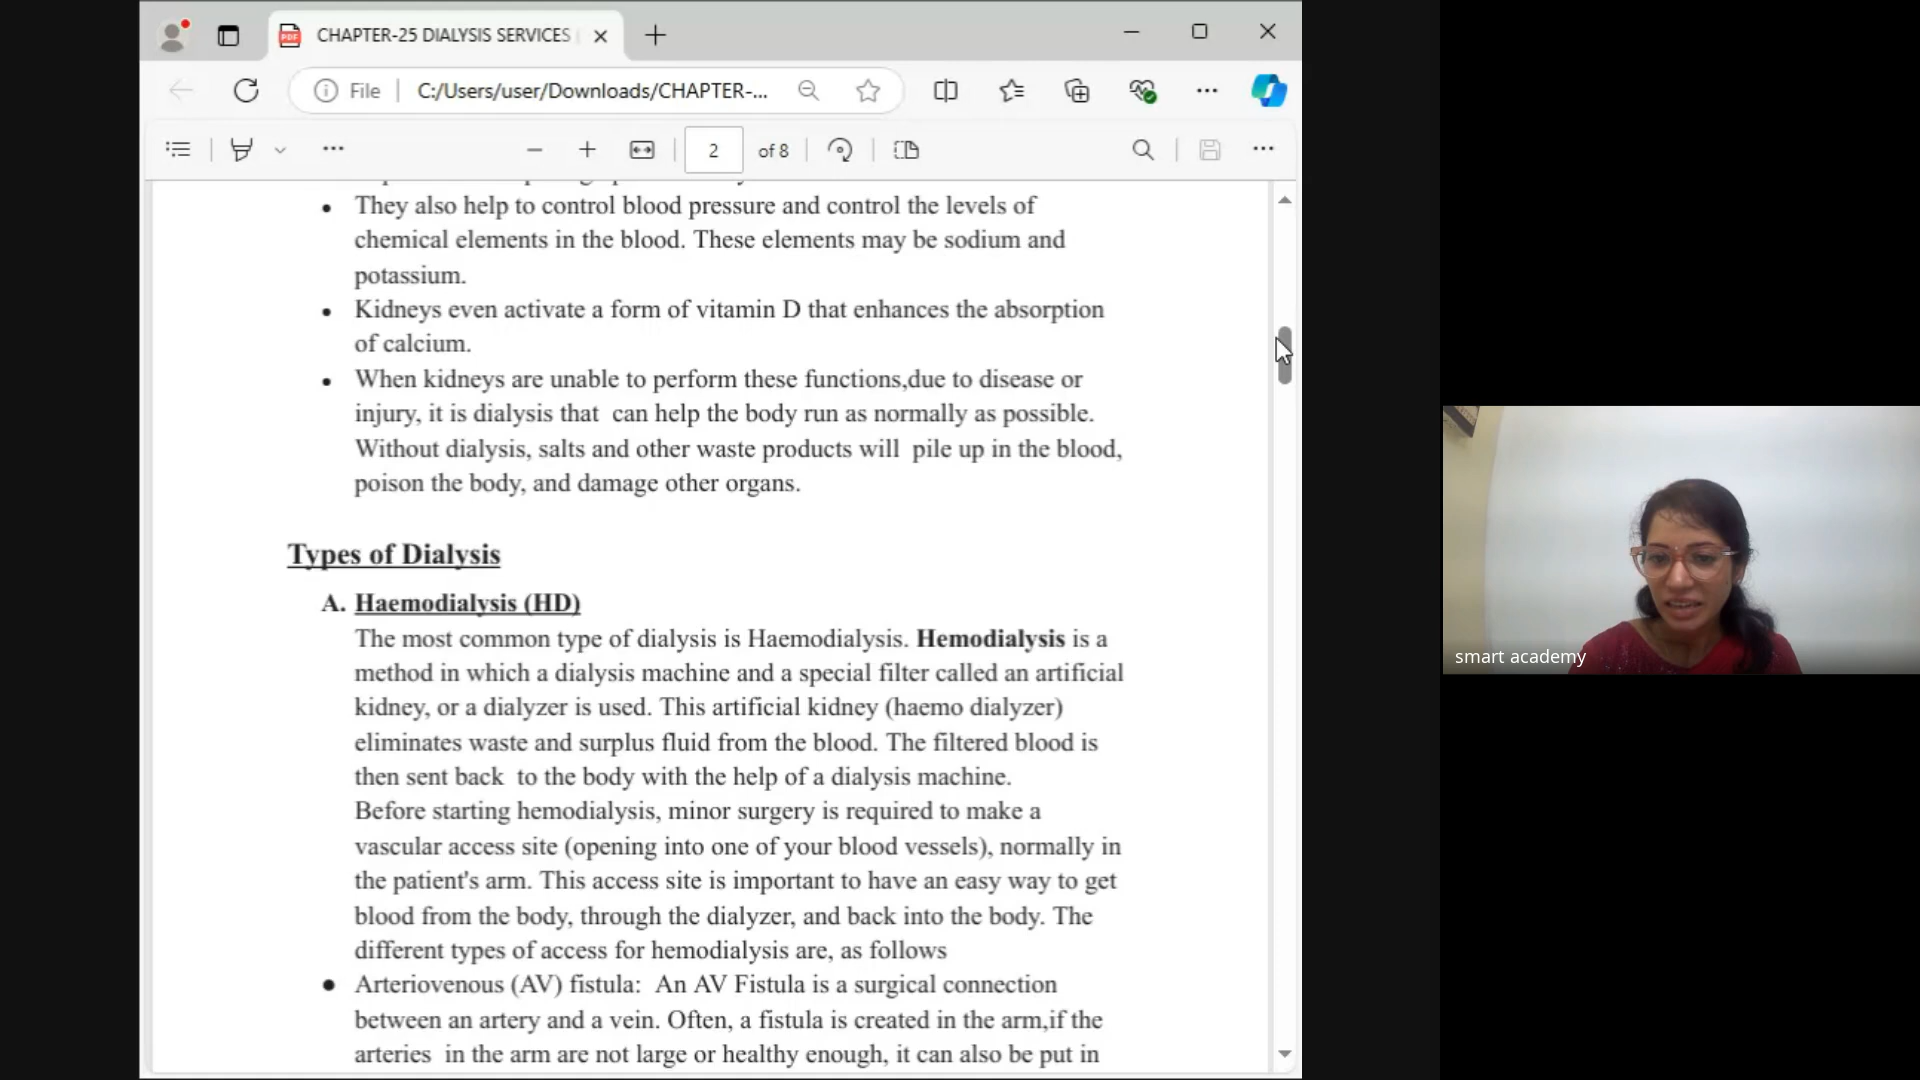 CHAPTER-25 DIALYSIS SERVICES
File
C:/Users/user/Downloads/CHAPTER-...
2 of 8
They also help to control blood pressure and control the levels of
chemical elements in the blood. These elements may be sodium and
potassium.
Kidneys even activate a form of vitamin D that enhances the absorption
of calcium.
When kidneys are unable to perform these functions,due to disease or
injury, it is dialysis that can help the body run as normally as possible.
Without dialysis, salts and other waste products will pile up in the blood,
poison the body, and damage other organs.
Types of Dialysis
A. Haemodialysis (HD)
The most common type of dialysis is Haemodialysis. Hemodialysis is a
method in which a dialysis machine and a special filter called an artificial
kidney, or a dialyzer is used. This artificial kidney (haemo dialyzer)
eliminates waste and surplus fluid from the blood. The filtered blood is
then sent back to the body with the help of a dialysis machine.
Before starting hemodialysis, minor surgery is required to make a
vascular access site (opening into one of your blood vessels), normally in
the patient's arm. This access site is important to have an easy way to get
blood from the body, through the dialyzer, and back into the body. The
different types of access for hemodialysis are, as follows
Arteriovenous (AV) fistula: An AV Fistula is a surgical connection
between an artery and a vein. Often, a fistula is created in the arm,if the
arteries in the arm are not large or healthy enough, it can also be put in
smart academy